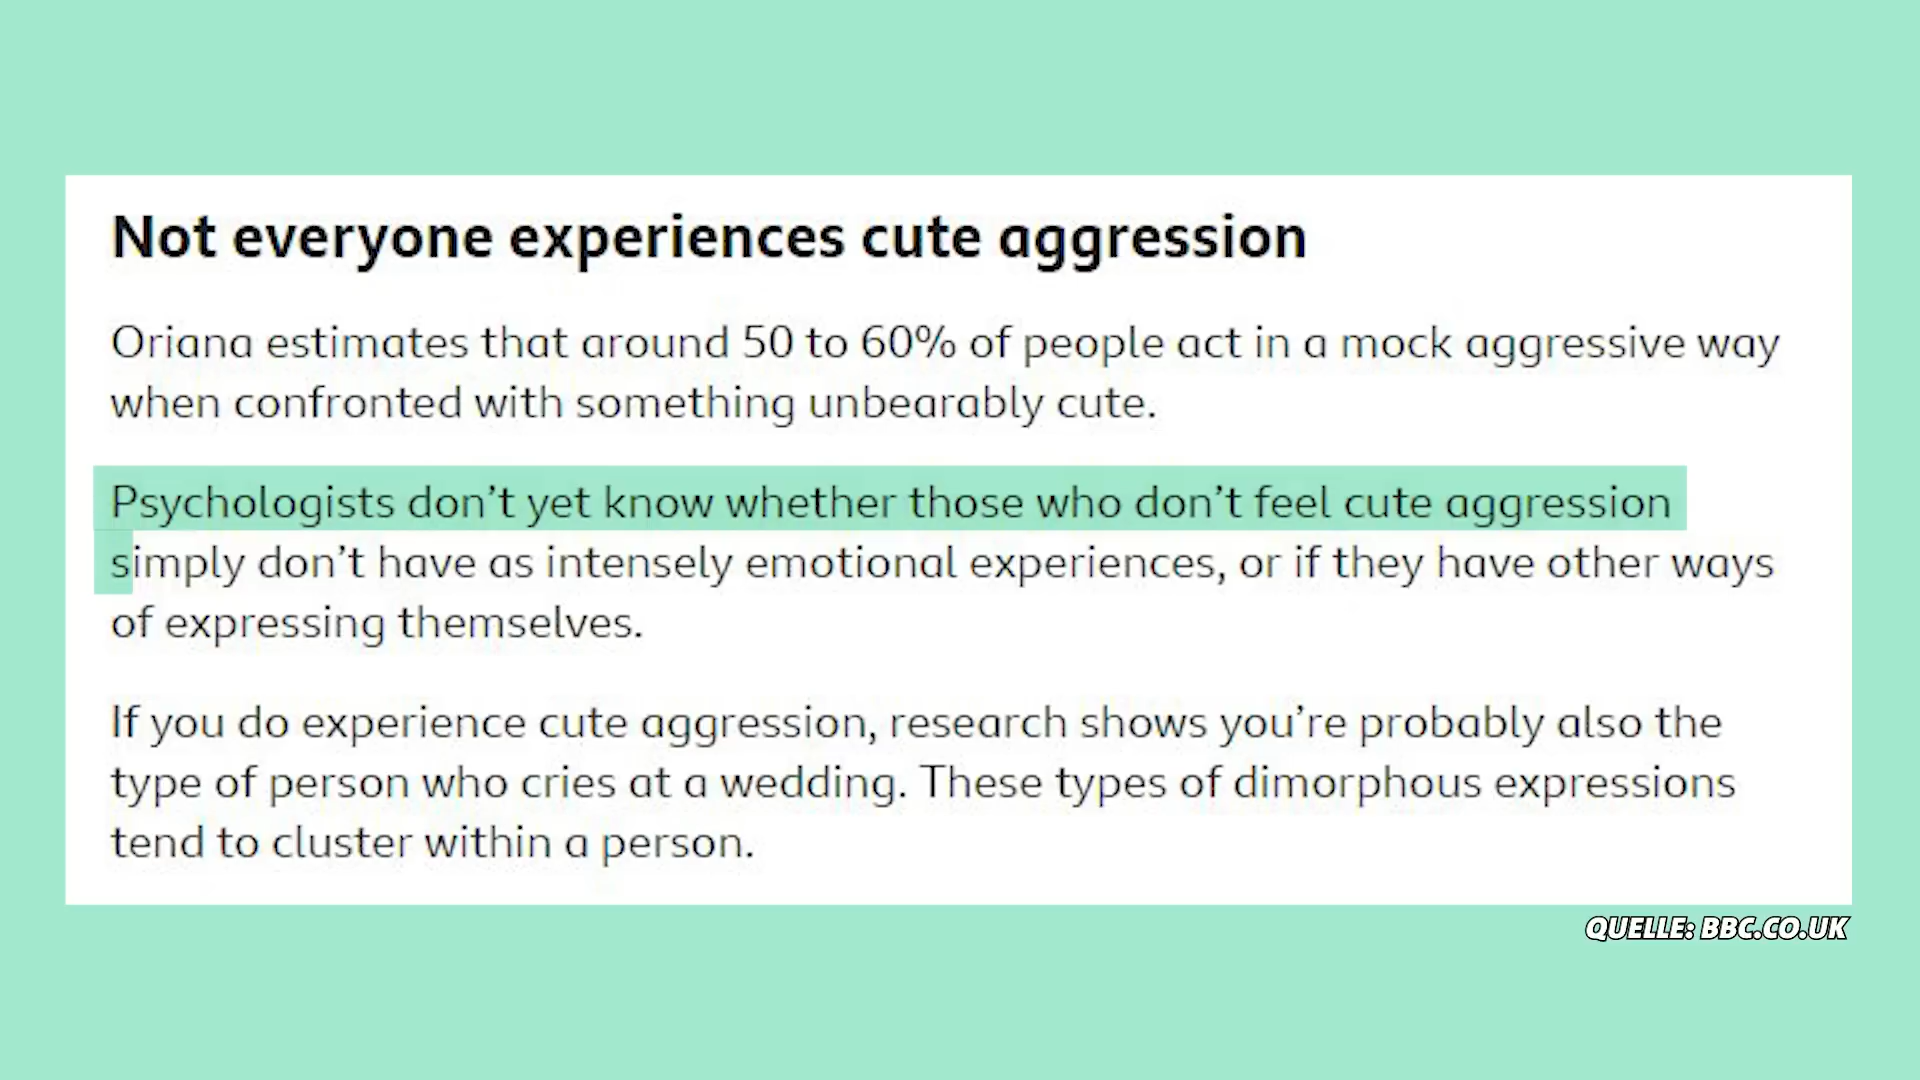 Not everyone experiences cute aggression
Oriana estimates that around 50 to 60% of people act in a mock aggressive way
when confronted with something unbearably cute.
Psychologists don’t yet know whether those who don’t feel cute aggression
simply don’t have as intensely emotional experiences, or if they have other ways
of expressing themselves.
If you do experience cute aggression, research shows you’re probably also the
type of person who cries at a wedding. These types of dimorphous expressions
tend to cluster within a person.
QUELLE: BBC.CO.UK